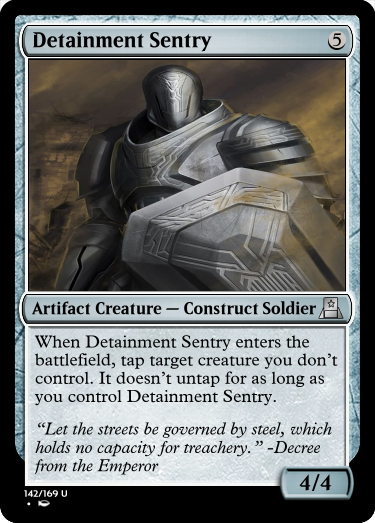 Detainment Sentry 5
Artifact Creature — Construct Soldier
When Detainment Sentry enters the
battlefield, tap target creature you don't
control. It doesn't untap for as long as
you control Detainment Sentry.
“Let the streets be governed by steel, which
holds no capacity for treachery.” -Decree
from the Emperor
4/4
142/169 U